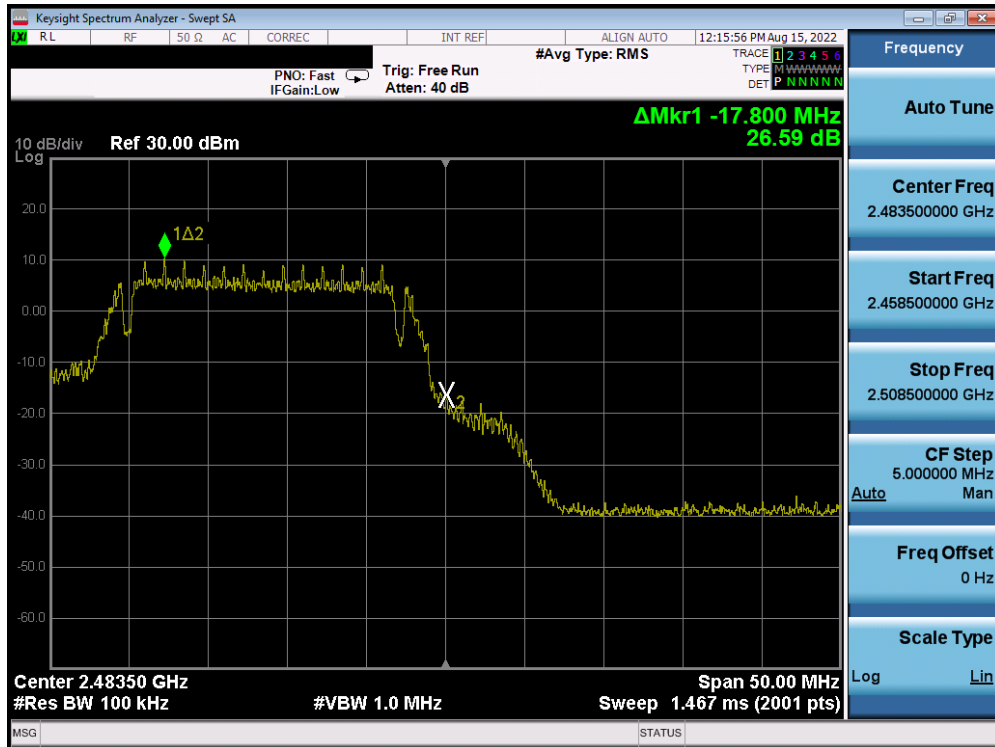 Keysight Spectrum Analyzer - Swept SA
LXI RL RF 50 Ω AC CORREC INT REF ALIGN AUTO 12:15:56 PM Aug 15, 2022
#Avg Type: RMS TRACE 1 2 3 4 5 6
PNO: Fast Trig: Free Run TYPE M WWWWW
IFGain:Low Atten: 40 dB DET P N N N N N
ΔMkr1 -17.800 MHz
26.59 dB
10 dB/div Ref 30.00 dBm
Log
20.0
1Δ2
10.0
0.00
-10.0
2
-20.0
-30.0
-40.0
-50.0
-60.0
Center 2.48350 GHz Span 50.00 MHz
#Res BW 100 kHz #VBW 1.0 MHz Sweep 1.467 ms (2001 pts)
MSG STATUS
Frequency
Auto Tune
Center Freq
2.483500000 GHz
Start Freq
2.458500000 GHz
Stop Freq
2.508500000 GHz
CF Step
5.000000 MHz
Auto Man
Freq Offset
0 Hz
Scale Type
Log Lin